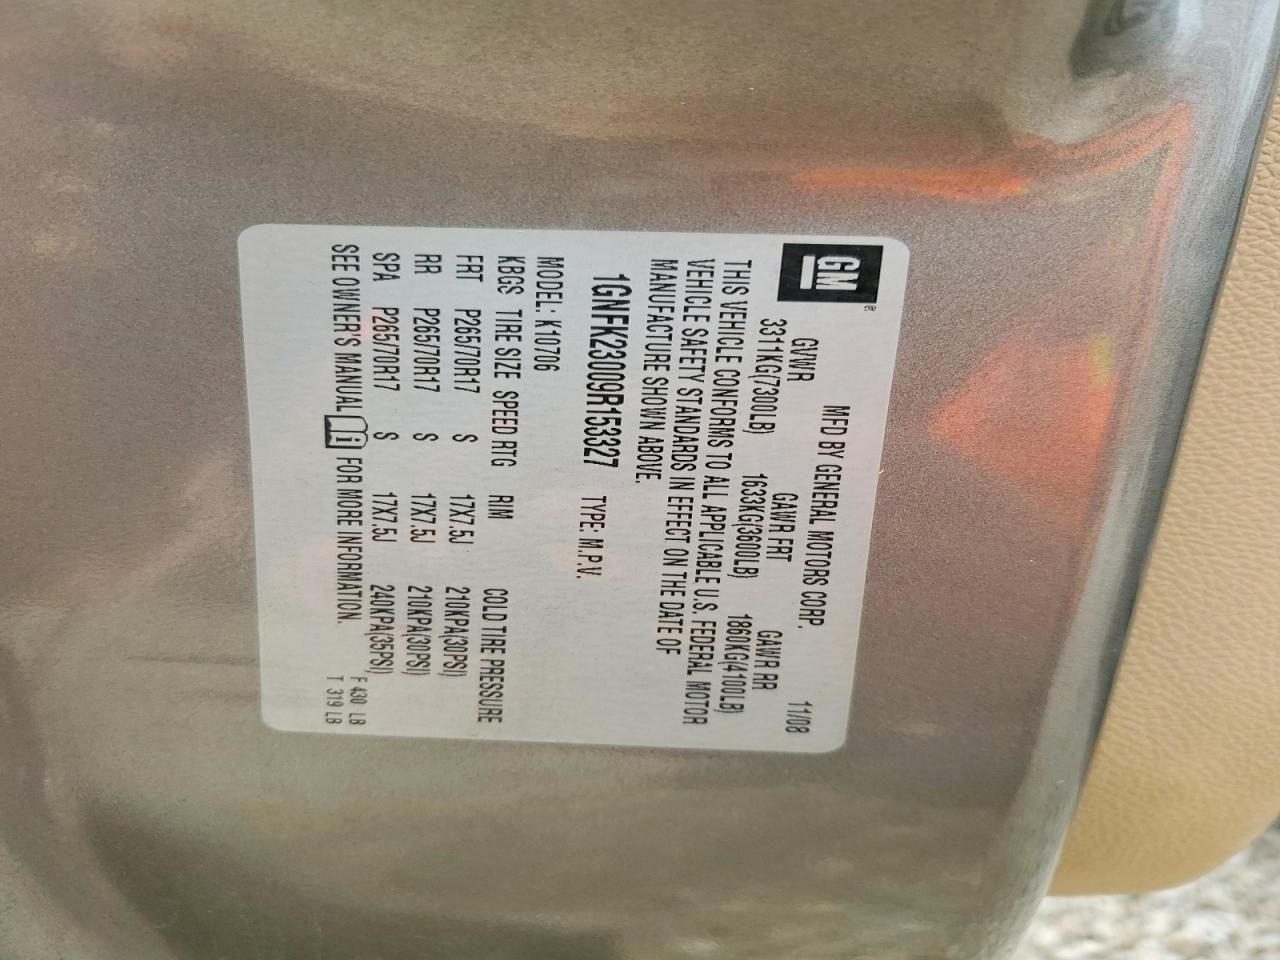 GM ®
MFD BY GENERAL MOTORS CORP. 11/08
GVWR GAWR FRT GAWR RR
3311KG(7300LB) 1633KG(3600LB) 1860KG(4100LB)
THIS VEHICLE CONFORMS TO ALL APPLICABLE U.S. FEDERAL MOTOR
VEHICLE SAFETY STANDARDS IN EFFECT ON THE DATE OF
MANUFACTURE SHOWN ABOVE.
1GNFK23009R153327 TYPE: M.P.V.
MODEL: K10706
KBGS TIRE SIZE SPEED RTG RIM COLD TIRE PRESSURE
FRT P265/70R17 S 17X7.5J 210KPA(30PSI)
RR P265/70R17 S 17X7.5J 210KPA(30PSI)
SPA P265/70R17 S 17X7.5J 240KPA(35PSI)
SEE OWNER'S MANUAL i FOR MORE INFORMATION.
F 430 LB
T 319 LB